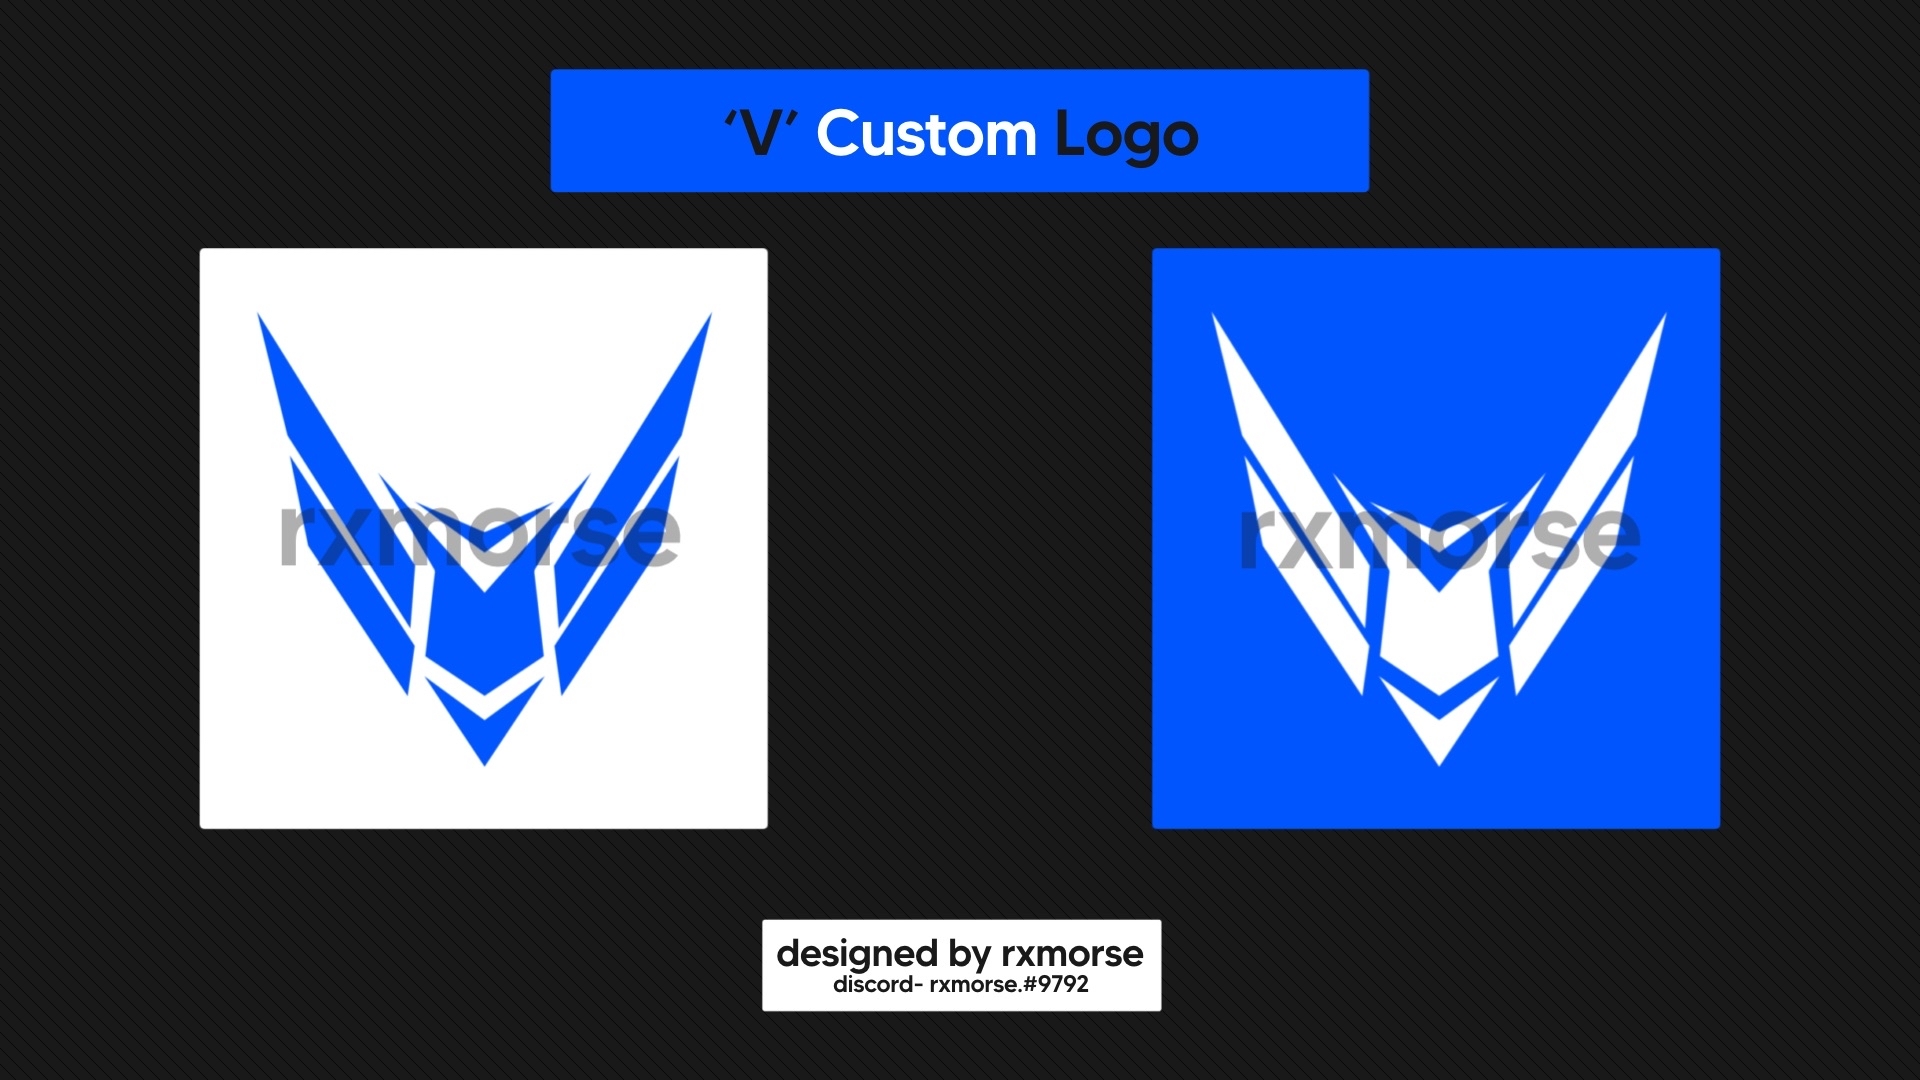 ‘V’ Custom Logo
rxmorse
rxmorse
designed by rxmorse
discord- rxmorse.#9792